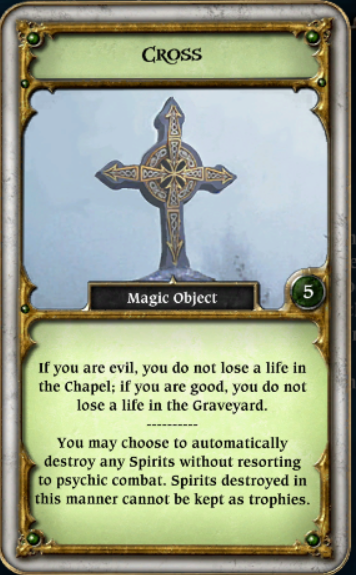 Cross
Magic Object
5
If you are evil, you do not lose a life in
the Chapel; if you are good, you do not
lose a life in the Graveyard.
----------
You may choose to automatically
destroy any Spirits without resorting
to psychic combat. Spirits destroyed in
this manner cannot be kept as trophies.